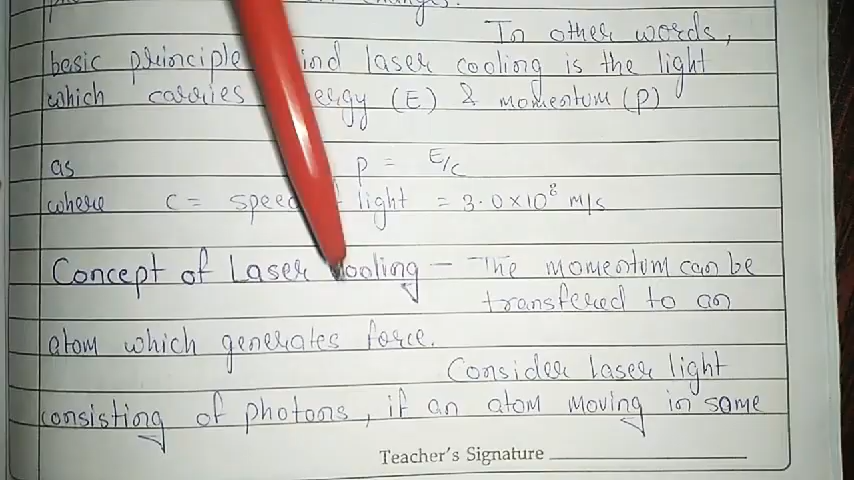 In other words,
basic principle ind laser cooling is the light
which carries ergy (E) & momentum (p)
as p = E/c
where c = speed f light = 3.0×10⁸ m/s
Concept of Laser ooling – The momentum can be
transfered to an
atom which generates force.
Consider laser light
consisting of photons, if an atom moving in same
Teacher's Signature